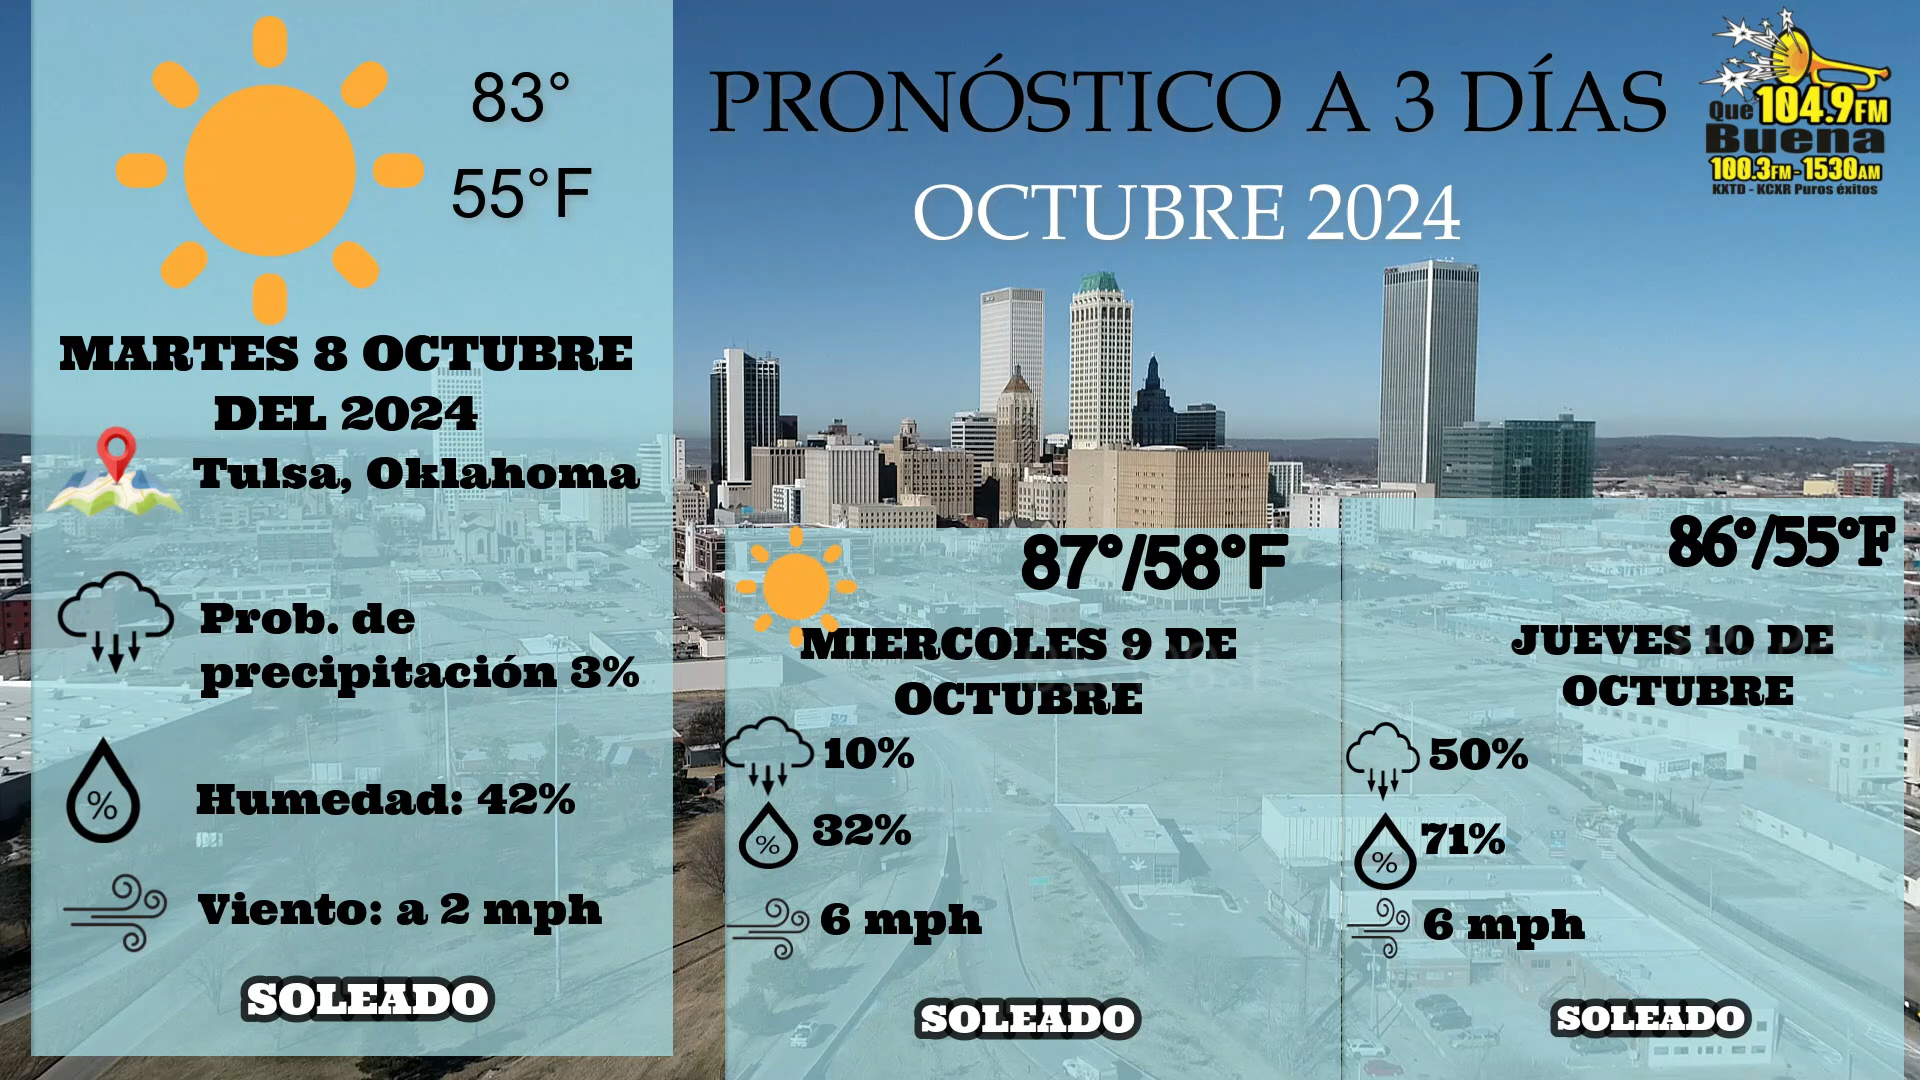 83°
55°F
MARTES 8 OCTUBRE
DEL 2024
Tulsa, Oklahoma
Prob. de
precipitación 3%
%
Humedad: 42%
Viento: a 2 mph
SOLEADO
PRONÓSTICO A 3 DÍAS
OCTUBRE 2024
Que 104.9FM
Buena
100.3FM-1530AM
KXTD - KCXR Puros éxitos
87°/58°F
MIERCOLES 9 DE
OCTUBRE
10%
%
32%
6 mph
SOLEADO
86°/55°F
JUEVES 10 DE
OCTUBRE
50%
%
71%
6 mph
SOLEADO